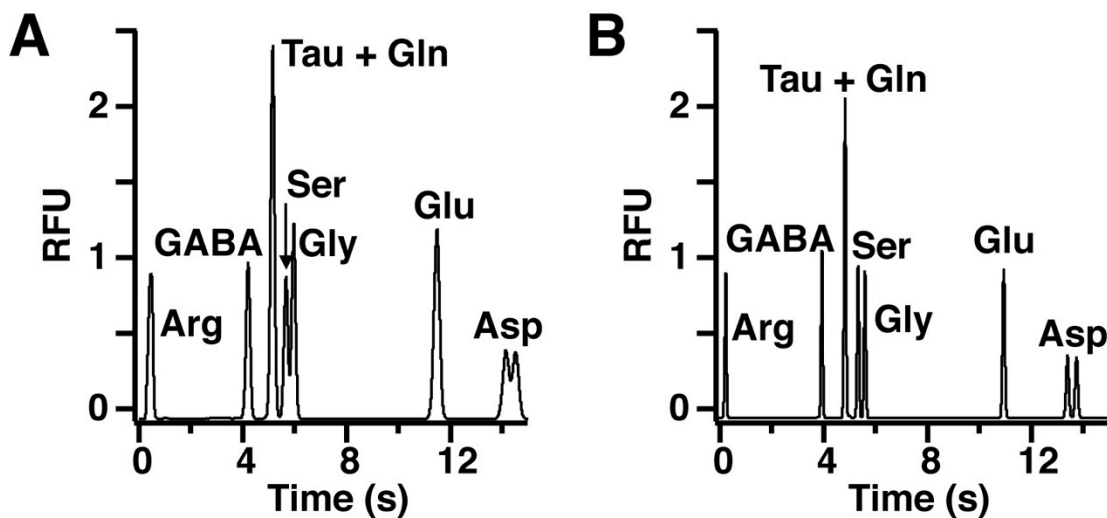 A
Tau + Gln
2
Ser
RFU
GABA
Gly
Glu
1
Arg
Asp
0
0 4 8 12
Time (s)
B
Tau + Gln
2
RFU
GABA
Ser
Glu
1
Arg
Gly
Asp
0
0 4 8 12
Time (s)